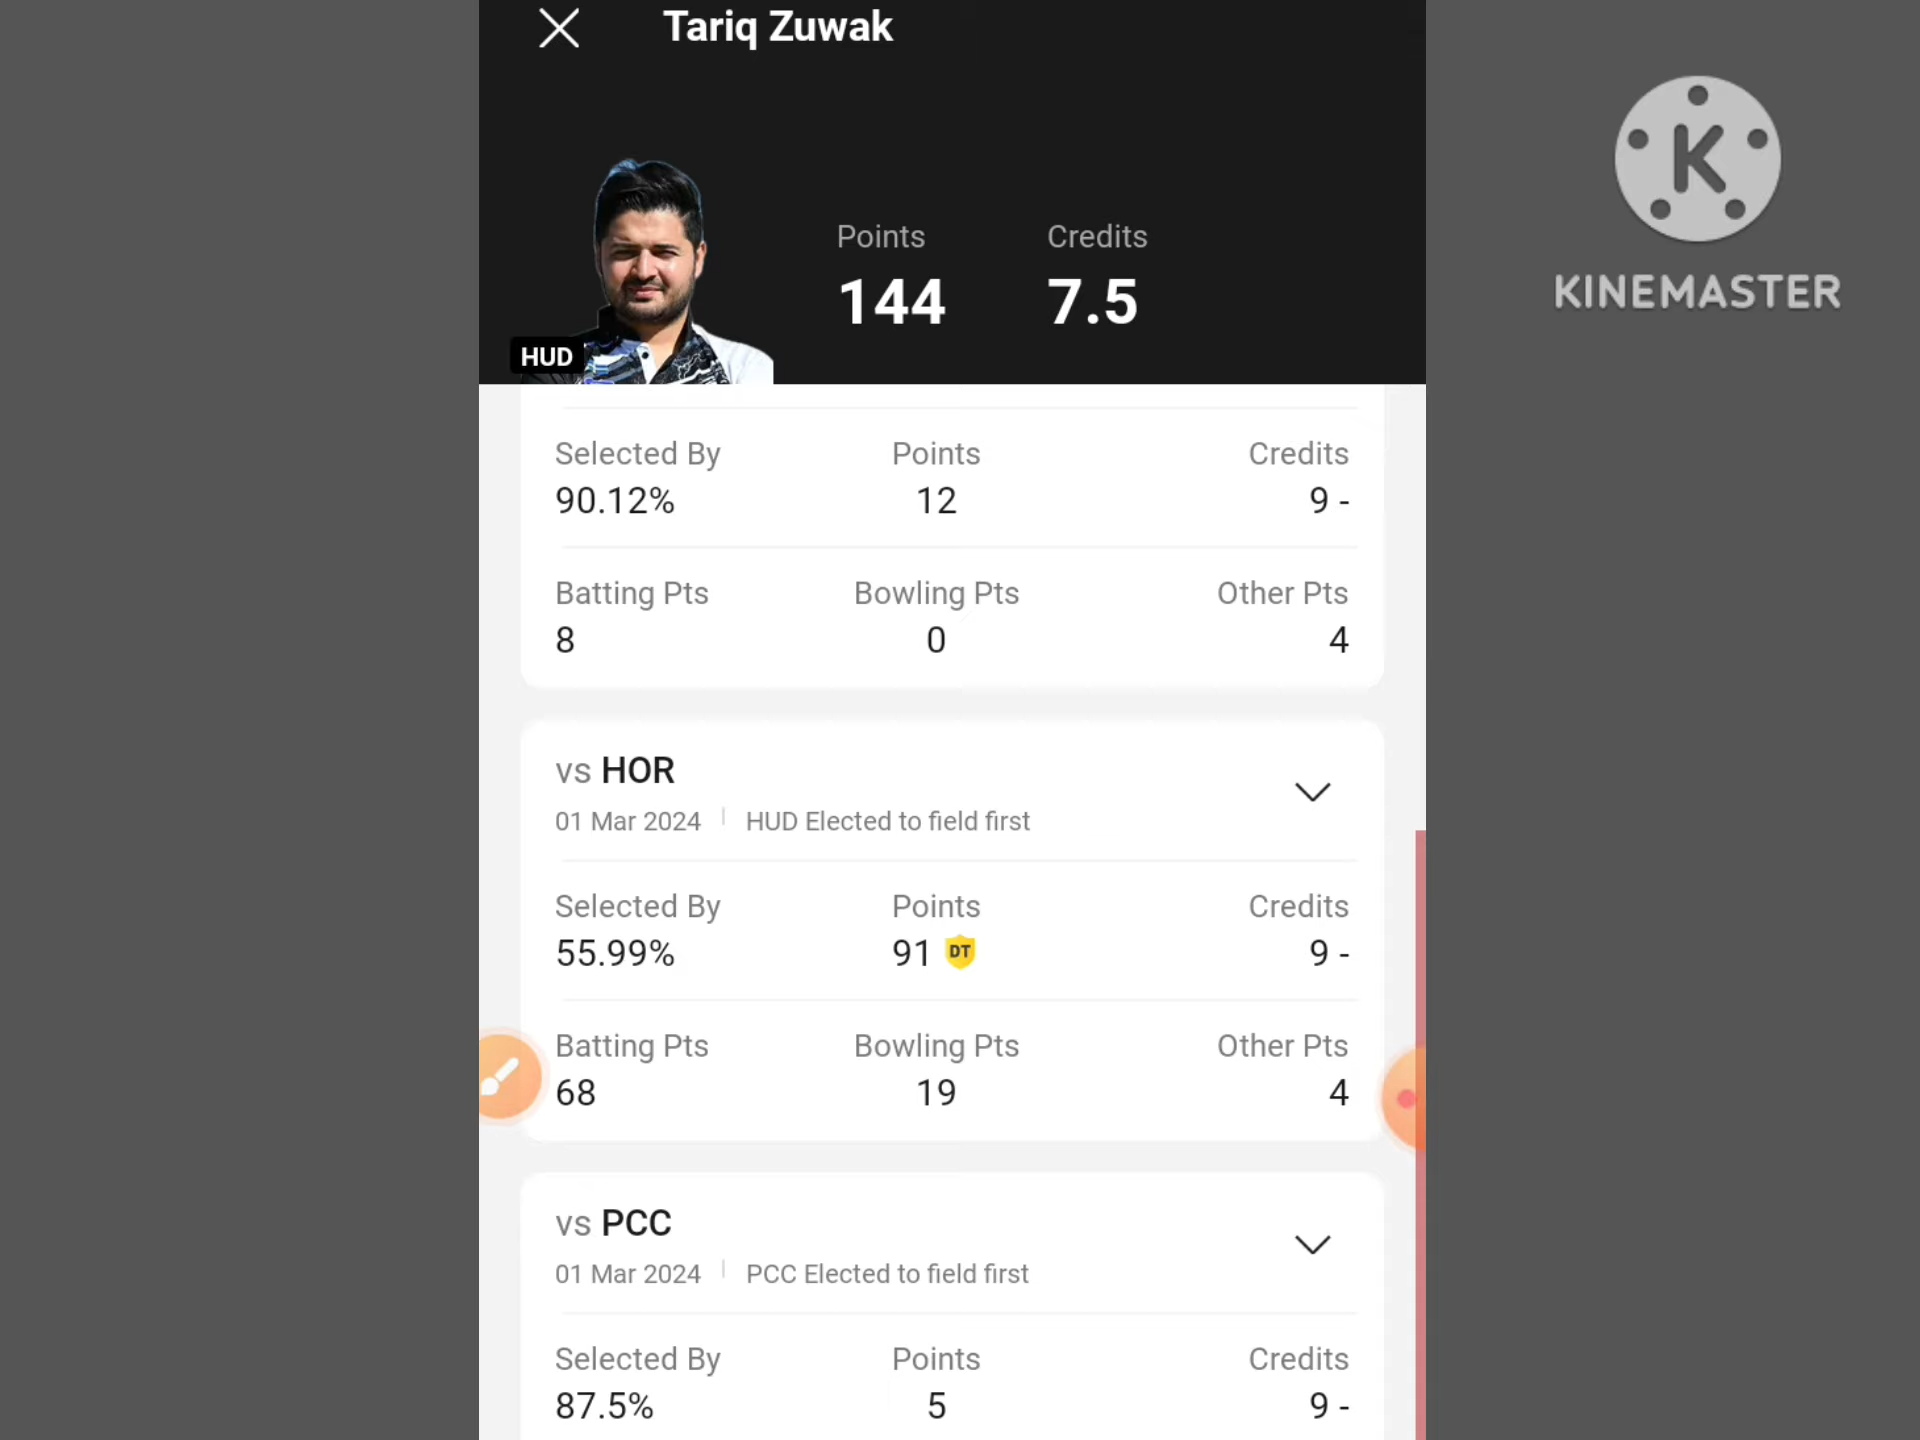 Tariq Zuwak
K
KINEMASTER
Points Credits
144 7.5
HUD
Selected By Points Credits
90.12% 12 9 -
Batting Pts Bowling Pts Other Pts
8 0 4
vs HOR
01 Mar 2024 HUD Elected to field first
Selected By Points Credits
55.99% 91 DT 9 -
Batting Pts Bowling Pts Other Pts
68 19 4
vs PCC
01 Mar 2024 PCC Elected to field first
Selected By Points Credits
87.5% 5 9 -